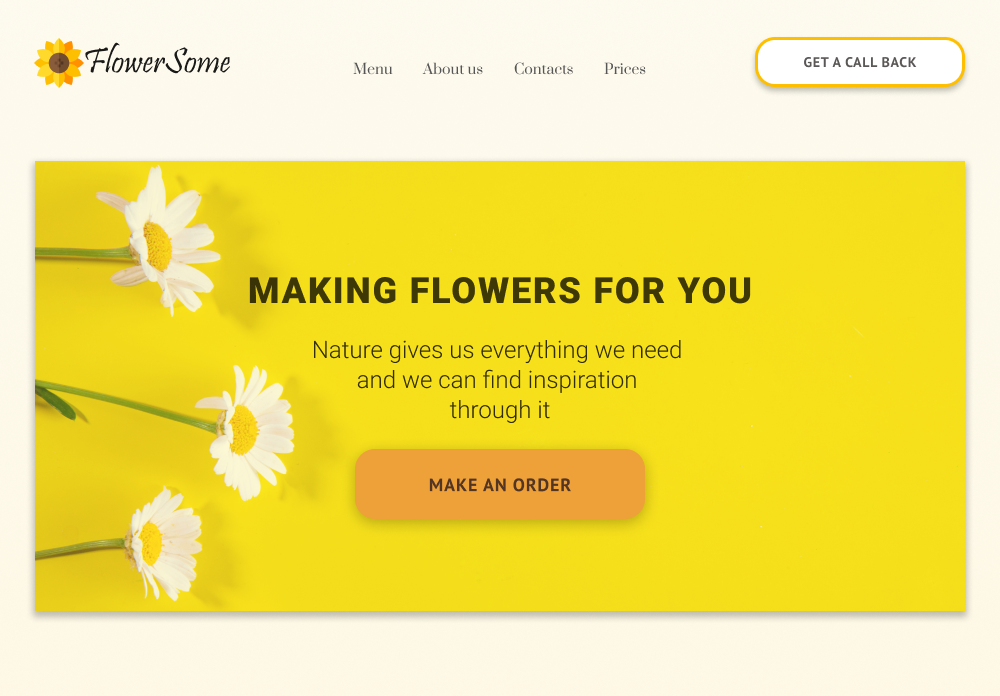 FlowerSome
Menu About us Contacts Prices
GET A CALL BACK
MAKING FLOWERS FOR YOU
Nature gives us everything we need
and we can find inspiration
through it
MAKE AN ORDER